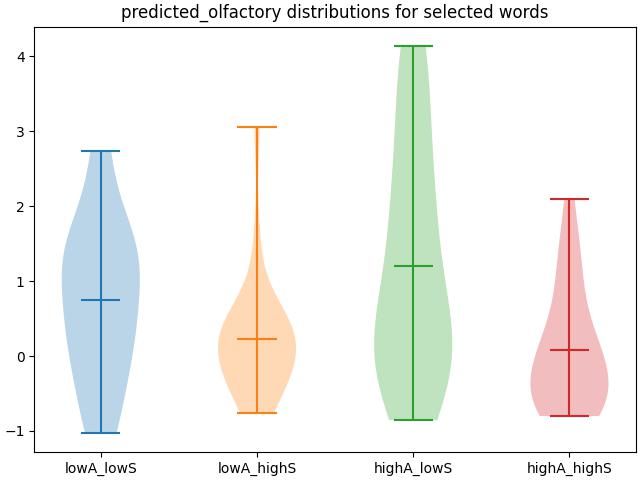 predicted_olfactory distributions for selected words
4
3
2
1
0
−1
lowA_lowS
lowA_highS
highA_lowS
highA_highS